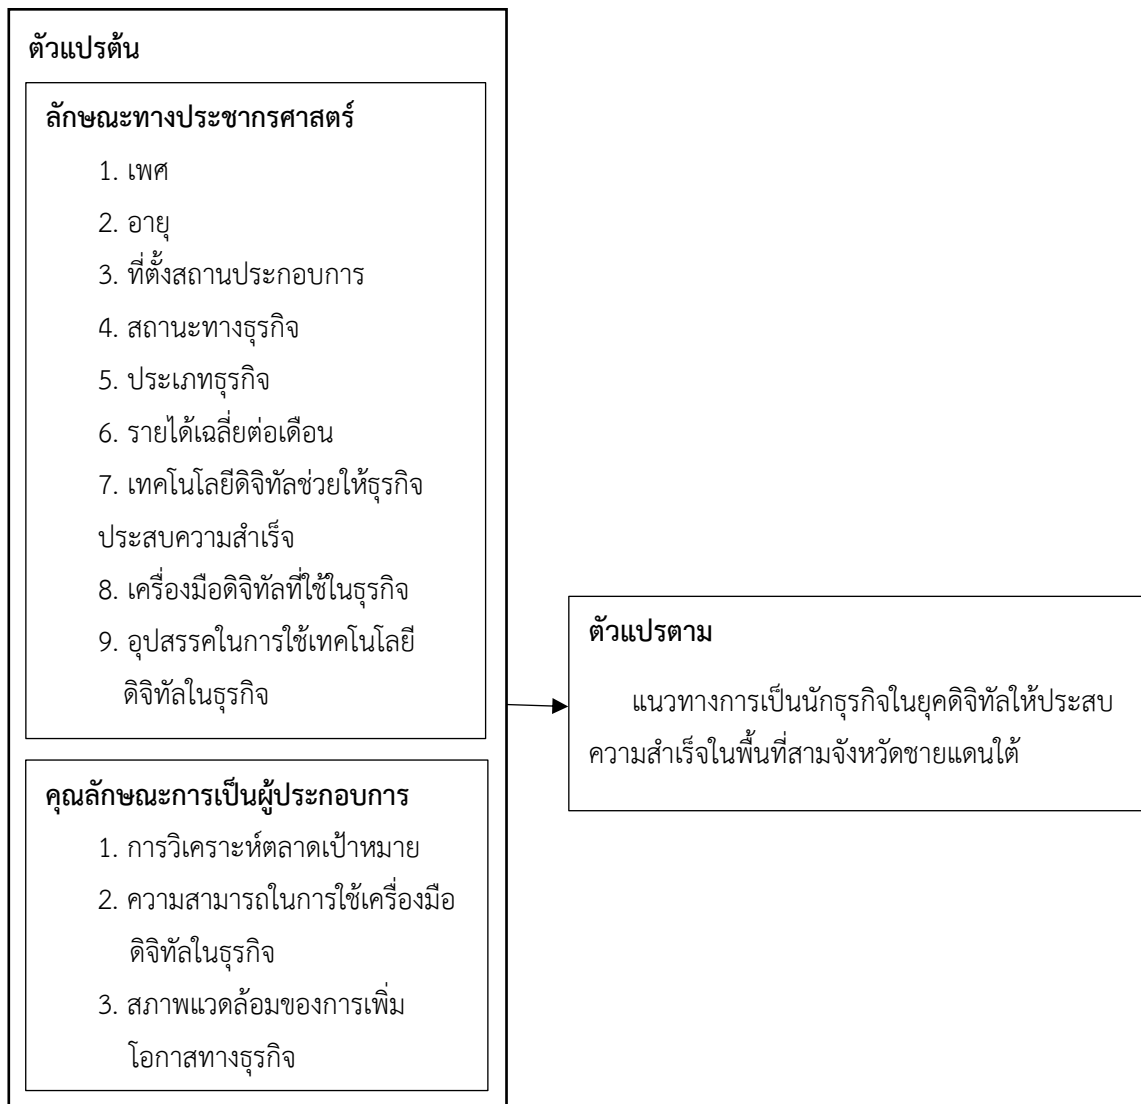 ตัวแปรต้น
ลักษณะทางประชากรศาสตร์
1. เพศ
2. อายุ
3. ที่ตั้งสถานประกอบการ
4. สถานะทางธุรกิจ
5. ประเภทธุรกิจ
6. รายได้เฉลี่ยต่อเดือน
7. เทคโนโลยีดิจิทัลช่วยให้ธุรกิจ
ประสบความสำเร็จ
8. เครื่องมือดิจิทัลที่ใช้ในธุรกิจ
9. อุปสรรคในการใช้เทคโนโลยี
ดิจิทัลในธุรกิจ
คุณลักษณะการเป็นผู้ประกอบการ
1. การวิเคราะห์ตลาดเป้าหมาย
2. ความสามารถในการใช้เครื่องมือ
ดิจิทัลในธุรกิจ
3. สภาพแวดล้อมของการเพิ่ม
โอกาสทางธุรกิจ
ตัวแปรตาม
แนวทางการเป็นนักธุรกิจในยุคดิจิทัลให้ประสบ
ความสำเร็จในพื้นที่สามจังหวัดชายแดนใต้